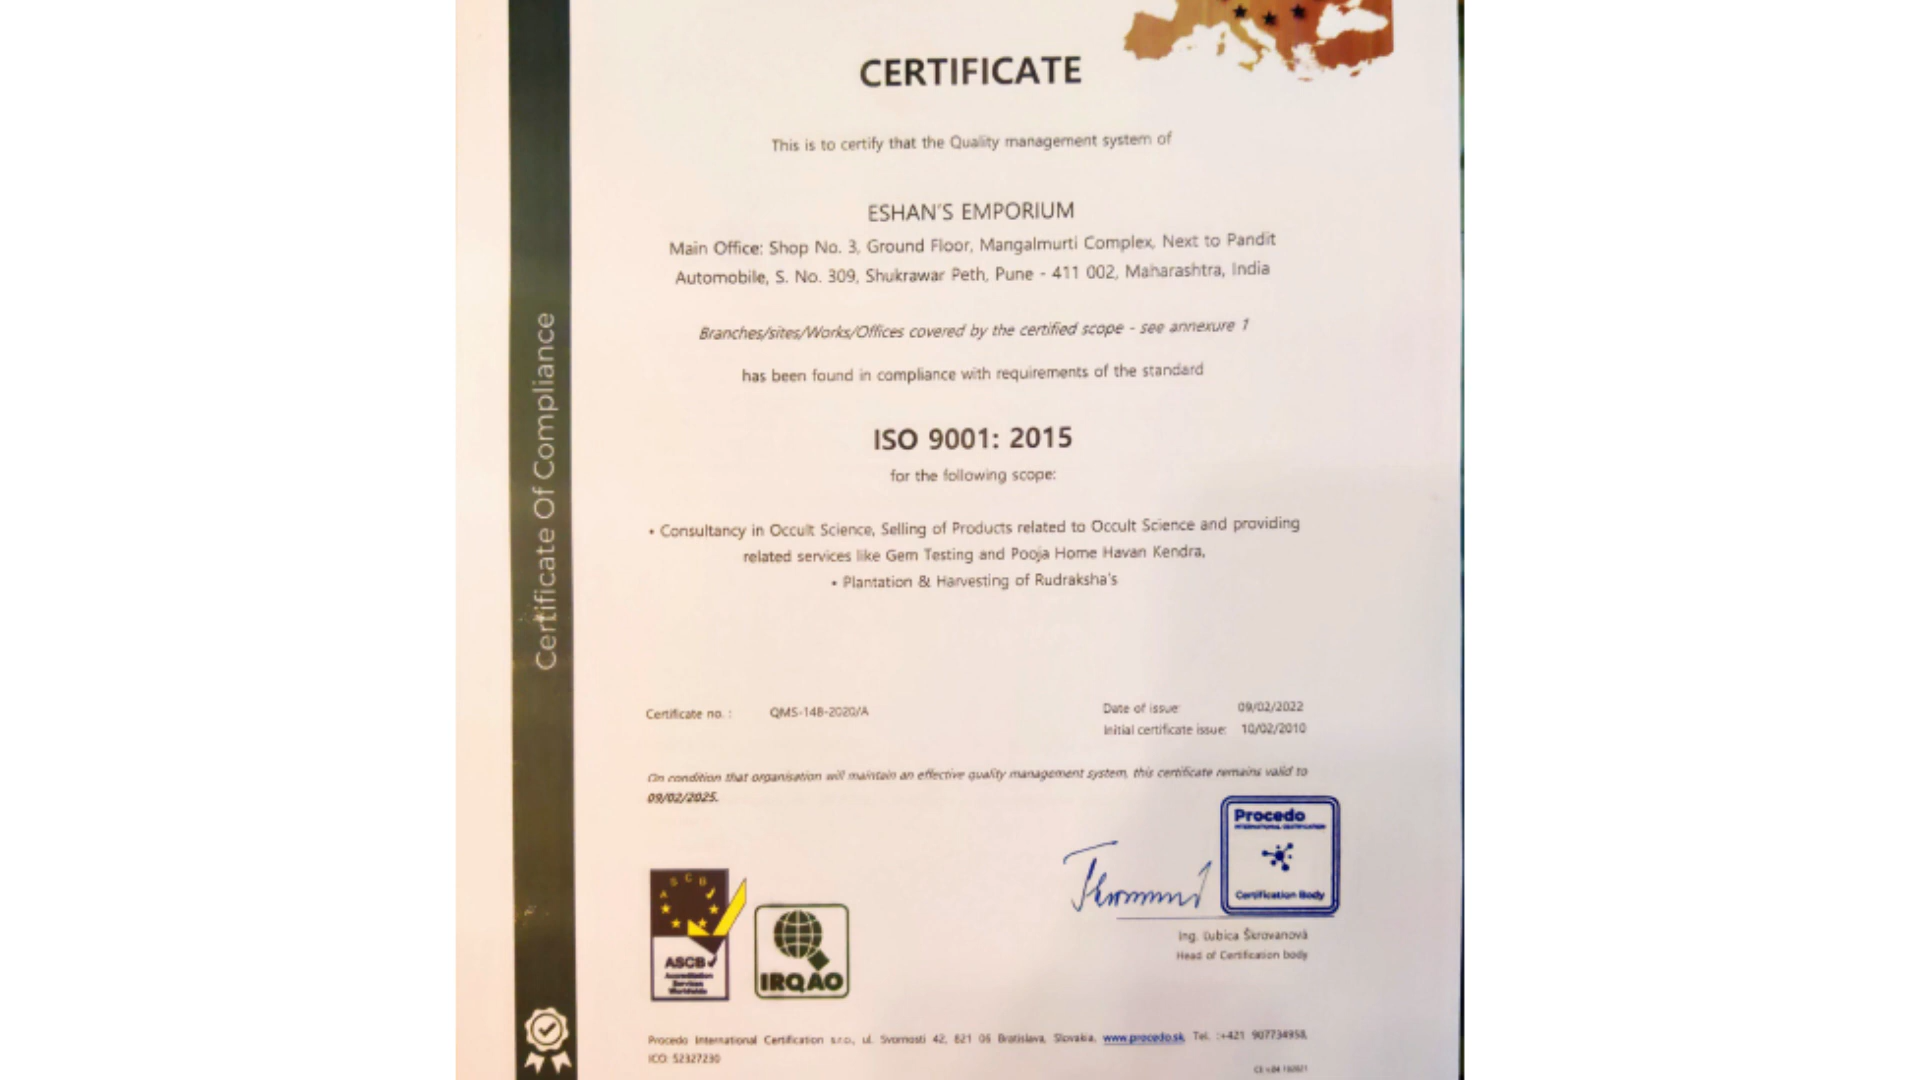 CERTIFICATE
This is to certify that the Quality management system of
ESHAN'S EMPORIUM
Main Office: Shop No. 3, Ground Floor, Mangalmurti Complex, Next to Pandit
Automobile, S. No. 309, Shukrawar Peth, Pune - 411 002, Maharashtra, India
Branches/sites/Works/Offices covered by the certified scope - see annexure 1
has been found in compliance with requirements of the standard
ISO 9001: 2015
for the following scope:
• Consultancy in Occult Science, Selling of Products related to Occult Science and providing
related services like Gem Testing and Pooja Home Havan Kendra,
• Plantation & Harvesting of Rudraksha's
Certificate no. : QMS-148-2020/A
Date of issue: 09/02/2022
Initial certificate issue: 10/02/2010
On condition that organisation will maintain an effective quality management system, this certificate remains valid to
09/02/2025.
Procedo
INTERNATIONAL CERTIFICATION
Certification Body
Ing. Ľubica Škrovanová
Head of Certification body
ASCB
ASCB
Accreditation
Services
Worldwide
IRQAO
Procedo International Certification s.r.o., ul. Svornosti 42, 821 06 Bratislava, Slovakia, www.procedo.sk, Tel. :+421 907734958,
ICO: 52327230
Certificate Of Compliance